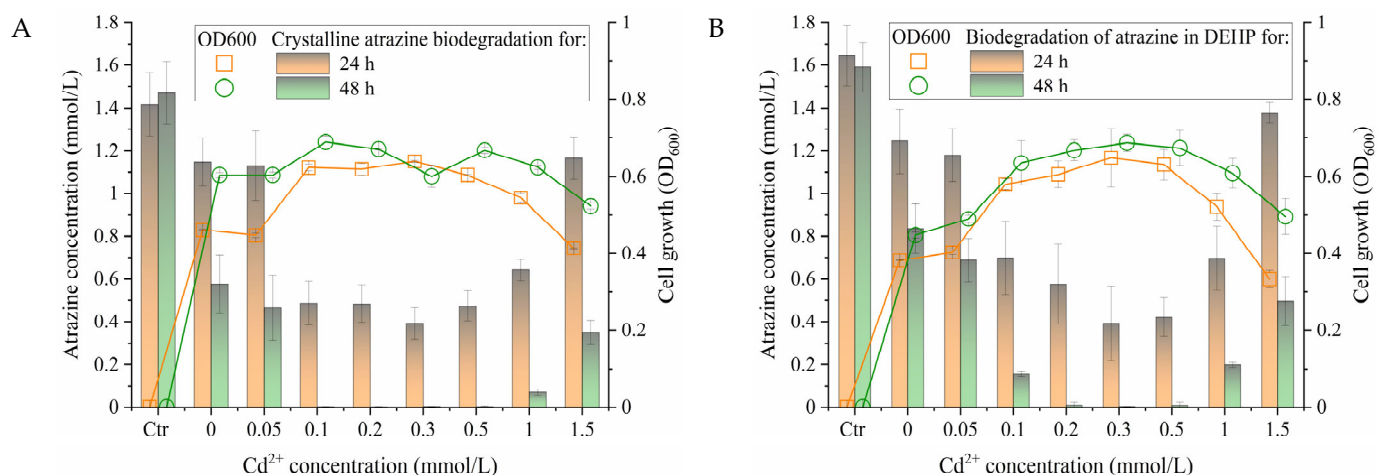 A
OD600 Crystalline atrazine biodegradation for:
24 h
48 h
Atrazine concentration (mmol/L)
1.8
1.6
1.4
1.2
1
0.8
0.6
0.4
0.2
0
1
0.8
0.6
0.4
0.2
0
Cell growth (OD₆₀₀)
Ctr 0 0.05 0.1 0.2 0.3 0.5 1 1.5
Cd²⁺ concentration (mmol/L)
B
OD600 Biodegradation of atrazine in DEHP for:
24 h
48 h
Atrazine concentration (mmol/L)
1.8
1.6
1.4
1.2
1
0.8
0.6
0.4
0.2
0
1
0.8
0.6
0.4
0.2
0
Cell growth (OD₆₀₀)
Ctr 0 0.05 0.1 0.2 0.3 0.5 1 1.5
Cd²⁺ concentration (mmol/L)